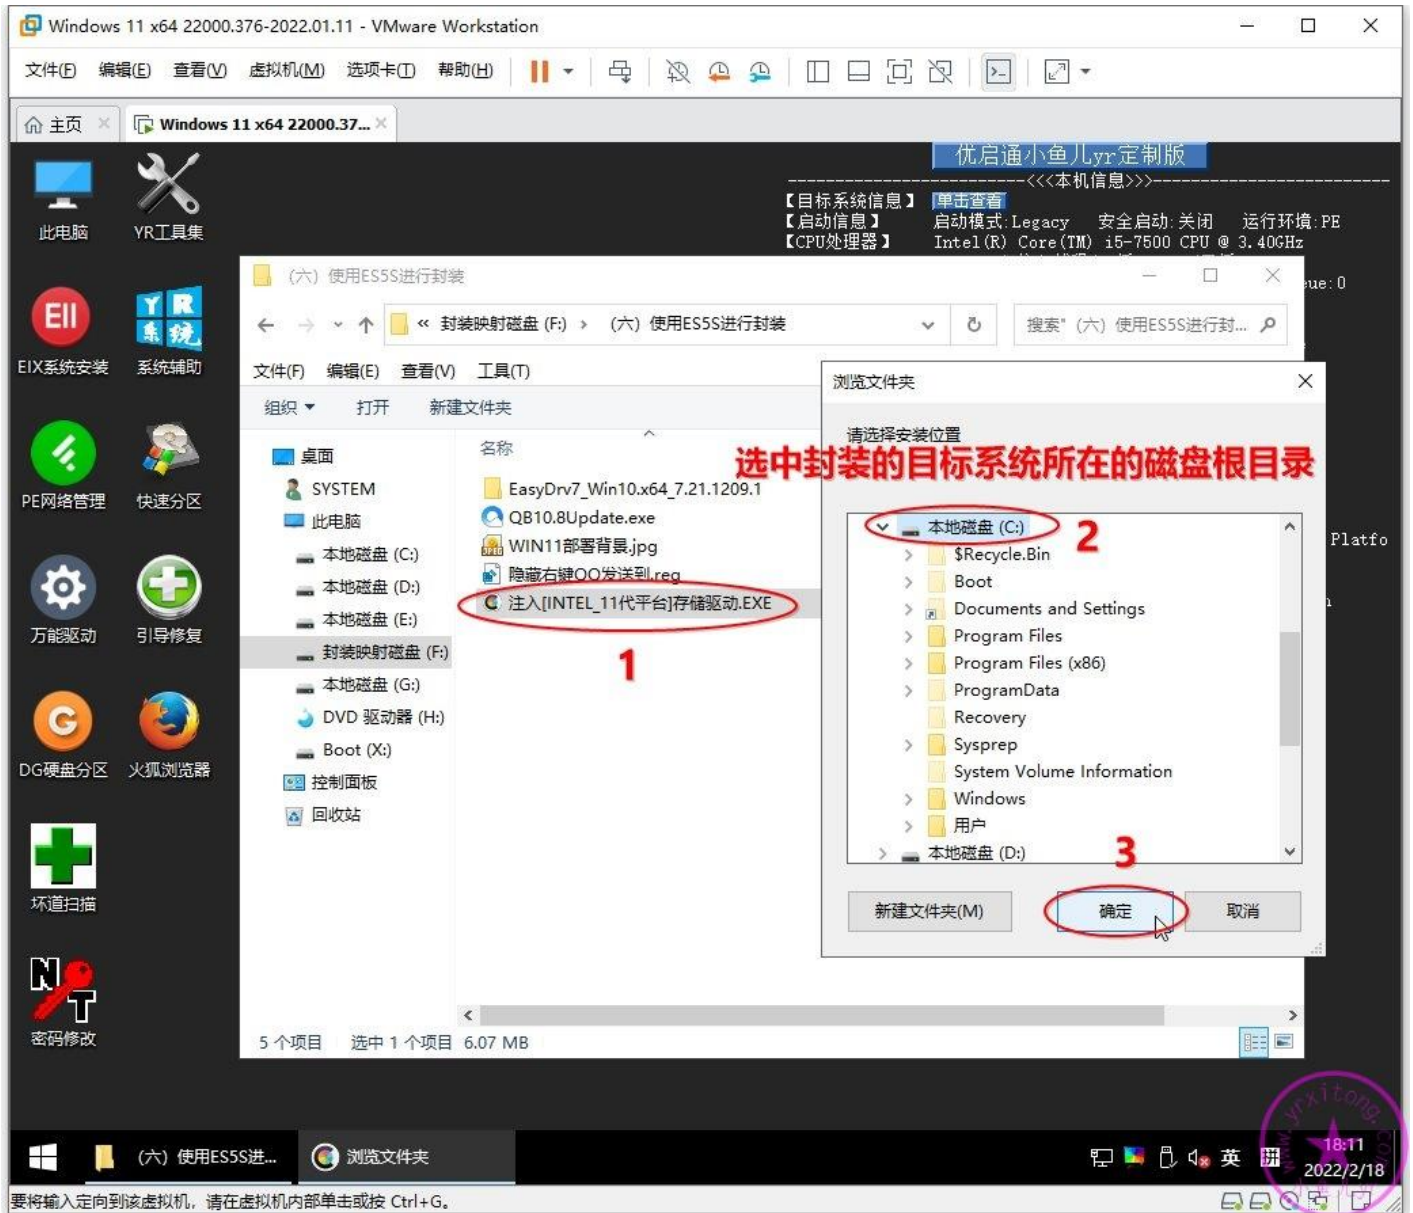 Windows 11 x64 22000.376-2022.01.11 - VMware Workstation
文件(F) 编辑(E) 查看(V) 虚拟机(M) 选项卡(T) 帮助(H)
主页 Windows 11 x64 22000.37...
优启通小鱼儿yr定制版
<<<本机信息>>>
【目标系统信息】 单击查看
【启动信息】 启动模式:Legacy 安全启动:关闭 运行环境:PE
【CPU处理器】 Intel(R) Core(TM) i5-7500 CPU @ 3.40GHz
ue:0
Platfo
此电脑 YR工具集
EII YR系统
EIX系统安装 系统辅助
PE网络管理 快速分区
万能驱动 引导修复
DG硬盘分区 火狐浏览器
坏道扫描
NT
密码修改
(六) 使用ES5S进行封装
« 封装映射磁盘 (F:) › (六) 使用ES5S进行封装
搜索"(六) 使用ES5S进行封...
文件(F) 编辑(E) 查看(V) 工具(T)
组织 打开 新建文件夹
桌面
SYSTEM
此电脑
本地磁盘 (C:)
本地磁盘 (D:)
本地磁盘 (E:)
封装映射磁盘 (F:)
本地磁盘 (G:)
DVD 驱动器 (H:)
Boot (X:)
控制面板
回收站
名称
EasyDrv7_Win10.x64_7.21.1209.1
QB10.8Update.exe
WIN11部署背景.jpg
隐藏右键QQ发送到.reg
注入[INTEL_11代平台]存储驱动.EXE
1
浏览文件夹
请选择安装位置
选中封装的目标系统所在的磁盘根目录
本地磁盘 (C:)
2
$Recycle.Bin
Boot
Documents and Settings
Program Files
Program Files (x86)
ProgramData
Recovery
Sysprep
System Volume Information
Windows
用户
本地磁盘 (D:)
3
新建文件夹(M) 确定 取消
5 个项目 选中 1 个项目 6.07 MB
(六) 使用ES5S进... 浏览文件夹
英 拼
18:11
2022/2/18
www.yrxitong.com
小鱼儿yr
要将输入定向到该虚拟机，请在虚拟机内部单击或按 Ctrl+G。